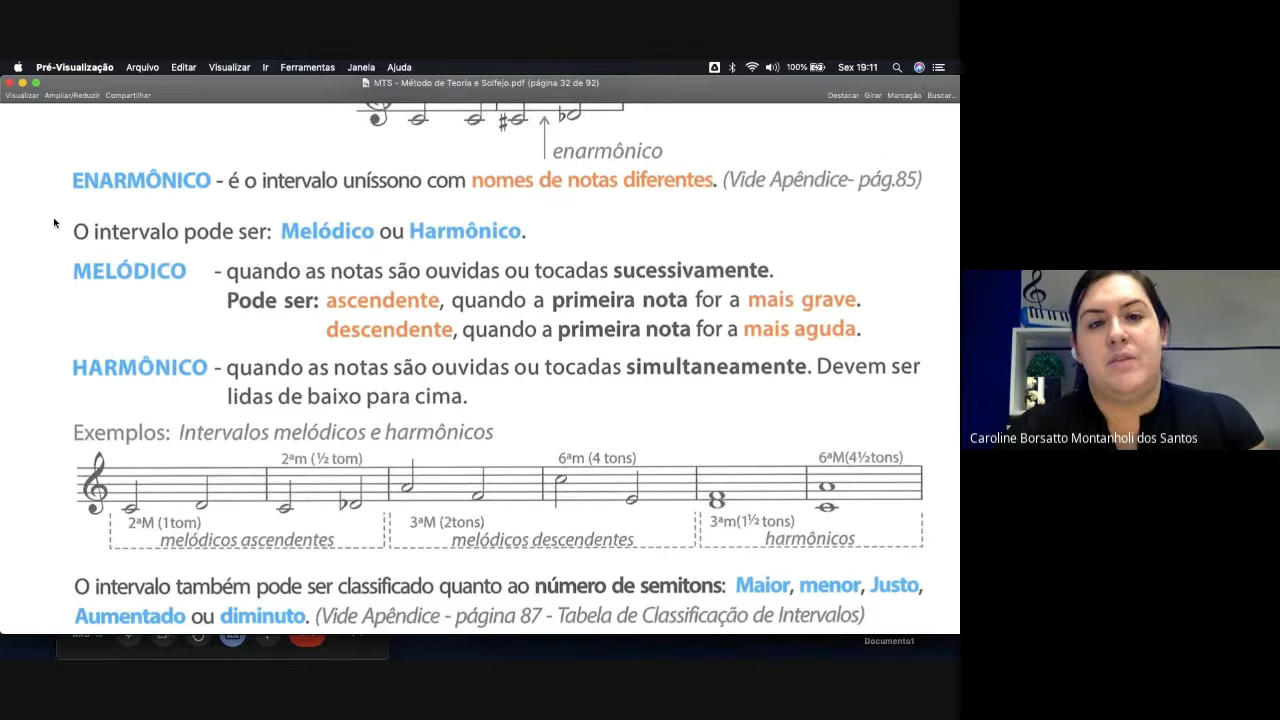 Pré-Visualização Arquivo Editar Visualizar Ir Ferramentas Janela Ajuda 100% Sex 19:11
MTS - Método de Teoria e Solfejo.pdf (página 32 de 92)
Visualizar Ampliar/Reduzir Compartilhar Destacar Girar Marcação Buscar...
enarmônico
ENARMÔNICO - é o intervalo uníssono com nomes de notas diferentes. (Vide Apêndice- pág.85)
O intervalo pode ser: Melódico ou Harmônico.
MELÓDICO - quando as notas são ouvidas ou tocadas sucessivamente.
Pode ser: ascendente, quando a primeira nota for a mais grave.
descendente, quando a primeira nota for a mais aguda.
HARMÔNICO - quando as notas são ouvidas ou tocadas simultaneamente. Devem ser
lidas de baixo para cima.
Exemplos: Intervalos melódicos e harmônicos
2ªm (½ tom) 6ªm (4 tons) 6ªM(4½tons)
2ªM (1tom) 3ªM (2tons) 3ªm(1½ tons)
melódicos ascendentes melódicos descendentes harmônicos
O intervalo também pode ser classificado quanto ao número de semitons: Maior, menor, Justo,
Aumentado ou diminuto. (Vide Apêndice - página 87 - Tabela de Classificação de Intervalos)
Documento1
Caroline Borsatto Montanholi dos Santos